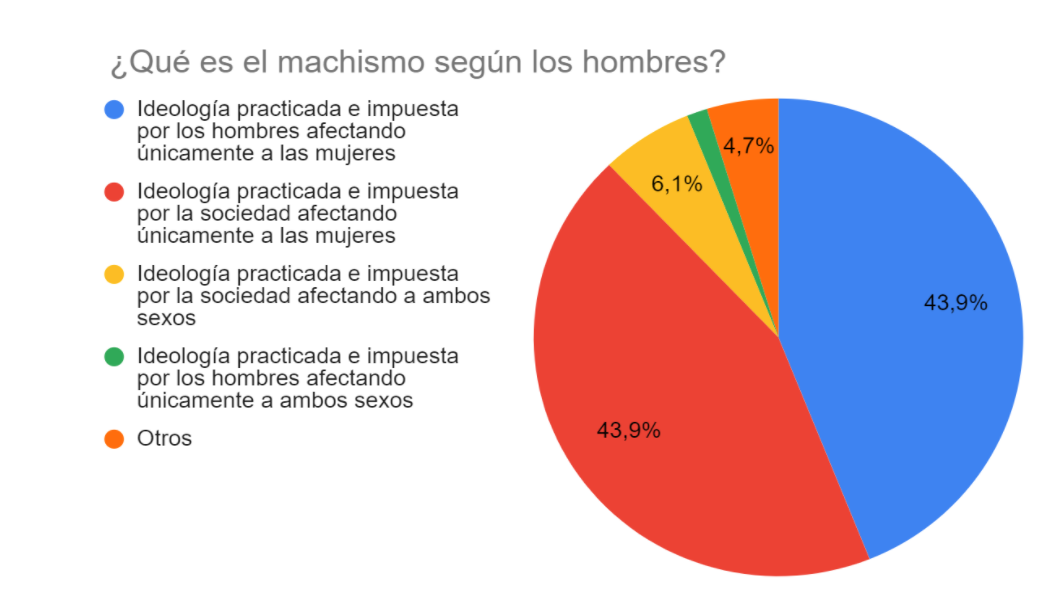 ¿Qué es el machismo según los hombres?
Ideología practicada e impuesta
por los hombres afectando
únicamente a las mujeres
Ideología practicada e impuesta
por la sociedad afectando
únicamente a las mujeres
Ideología practicada e impuesta
por la sociedad afectando a ambos
sexos
Ideología practicada e impuesta
por los hombres afectando
únicamente a ambos sexos
Otros
4,7%
6,1%
43,9%
43,9%